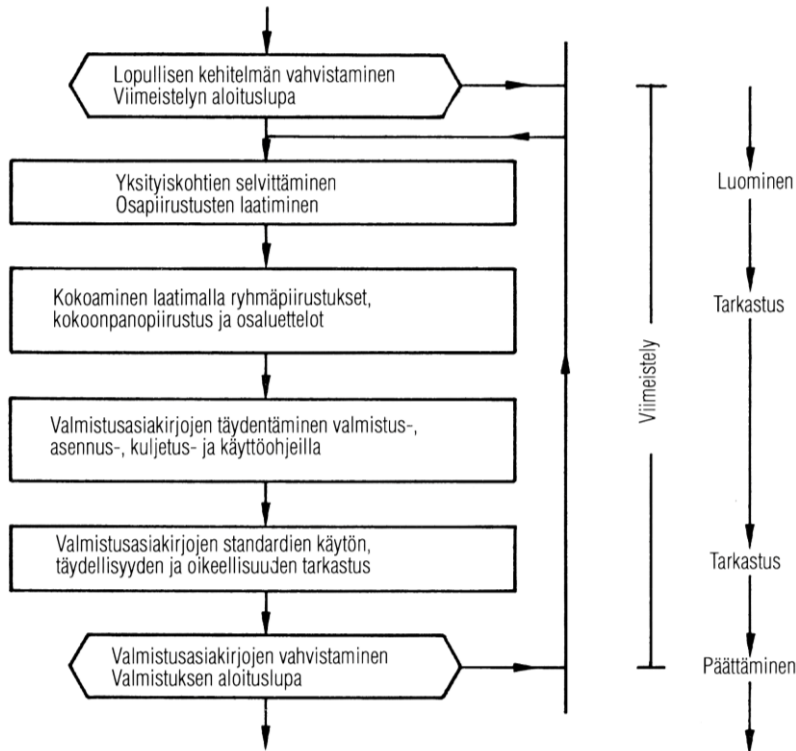 Lopullisen kehitelmän vahvistaminen
Viimeistelyn aloituslupa
Yksityiskohtien selvittäminen
Osapiirustusten laatiminen
Luominen
Kokoaminen laatimalla ryhmäpiirustukset,
kokoonpanopiirustus ja osaluettelot
Tarkastus
Viimeistely
Valmistusasiakirjojen täydentäminen valmistus-,
asennus-, kuljetus- ja käyttöohjeilla
Valmistusasiakirjojen standardien käytön,
täydellisyyden ja oikeellisuuden tarkastus
Tarkastus
Valmistusasiakirjojen vahvistaminen
Valmistuksen aloituslupa
Päättäminen